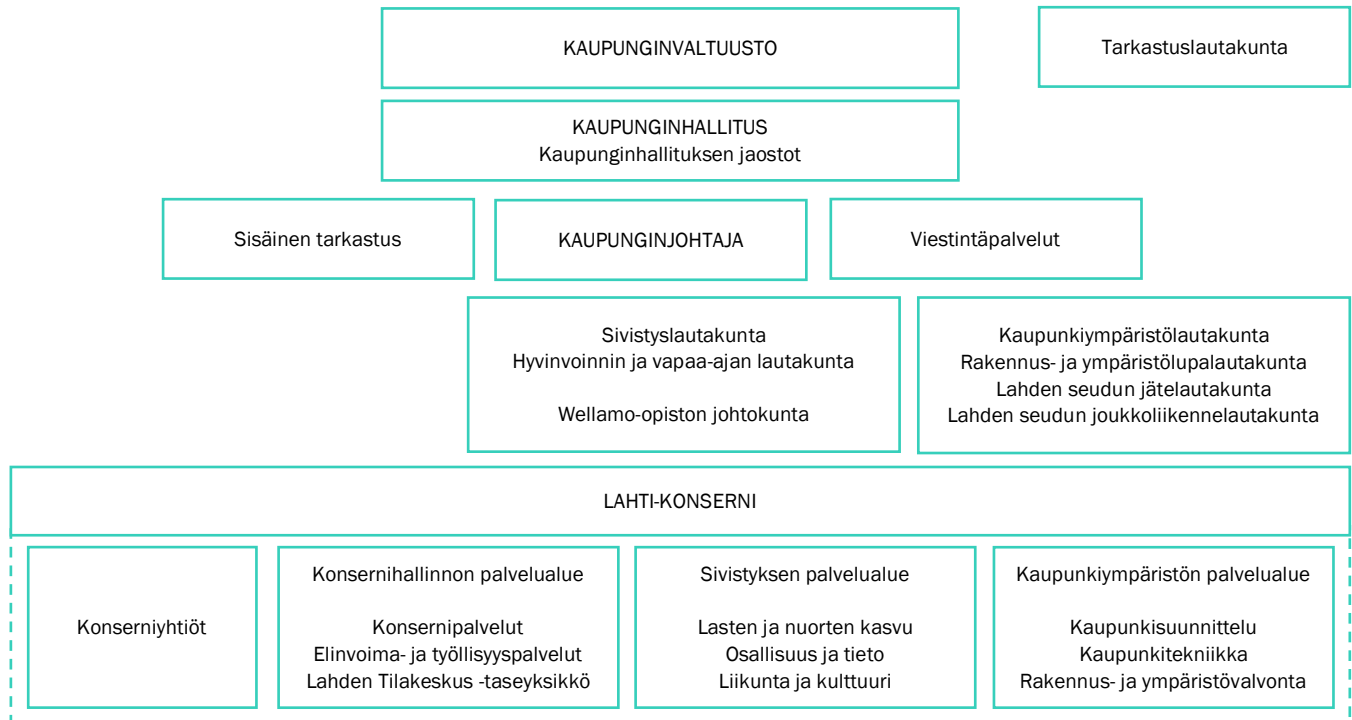 KAUPUNGINVALTUUSTO
Tarkastuslautakunta
KAUPUNGINHALLITUS
Kaupunginhallituksen jaostot
Sisäinen tarkastus
KAUPUNGINJOHTAJA
Viestintäpalvelut
Sivistyslautakunta
Hyvinvoinnin ja vapaa-ajan lautakunta
Wellamo-opiston johtokunta
Kaupunkiympäristölautakunta
Rakennus- ja ympäristölupalautakunta
Lahden seudun jätelautakunta
Lahden seudun joukkoliikennelautakunta
LAHTI-KONSERNI
Konserniyhtiöt
Konsernihallinnon palvelualue
Konsernipalvelut
Elinvoima- ja työllisyyspalvelut
Lahden Tilakeskus -taseyksikkö
Sivistyksen palvelualue
Lasten ja nuorten kasvu
Osallisuus ja tieto
Liikunta ja kulttuuri
Kaupunkiympäristön palvelualue
Kaupunkisuunnittelu
Kaupunkitekniikka
Rakennus- ja ympäristövalvonta